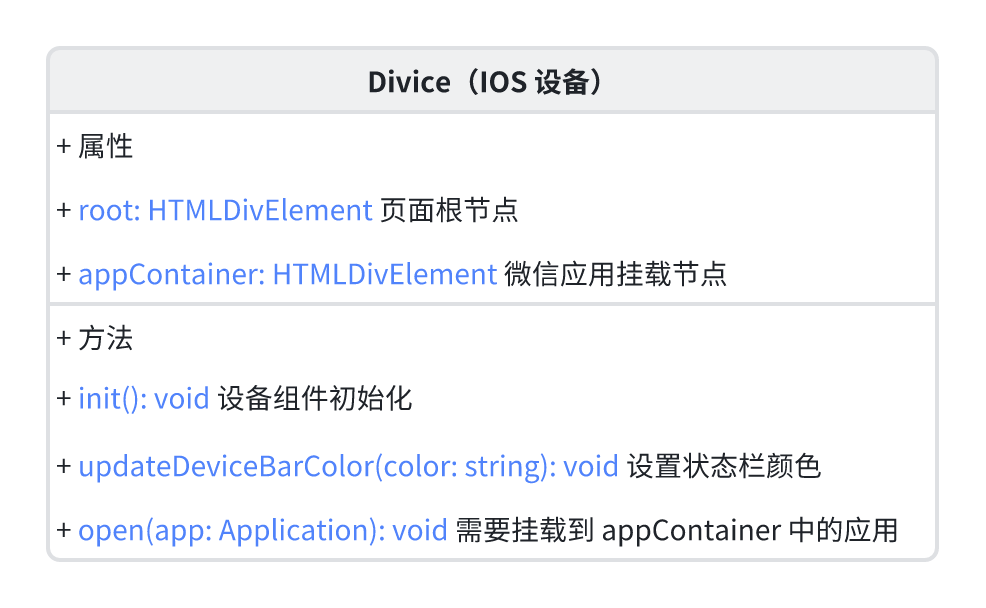 Divice（IOS 设备）
+ 属性
+ root: HTMLDivElement 页面根节点
+ appContainer: HTMLDivElement 微信应用挂载节点
+ 方法
+ init(): void 设备组件初始化
+ updateDeviceBarColor(color: string): void 设置状态栏颜色
+ open(app: Application): void 需要挂载到 appContainer 中的应用